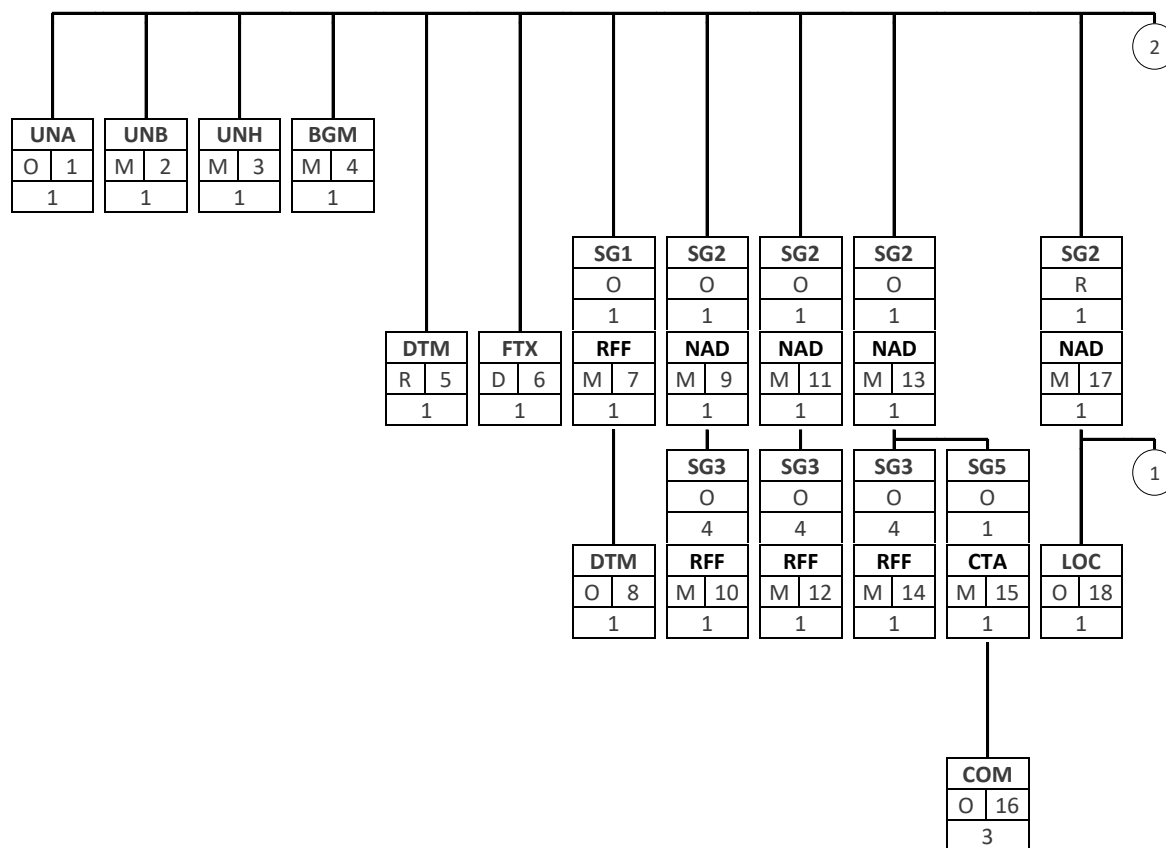 2
UNA UNB UNH BGM
O 1 M 2 M 3 M 4
1 1 1 1
SG1 SG2 SG2 SG2 SG2
O O O O R
1 1 1 1 1
DTM FTX RFF NAD NAD NAD NAD
R 5 D 6 M 7 M 9 M 11 M 13 M 17
1 1 1 1 1 1 1
SG3 SG3 SG3 SG5 1
O O O O
4 4 4 1
DTM RFF RFF RFF CTA LOC
O 8 M 10 M 12 M 14 M 15 O 18
1 1 1 1 1 1
COM
O 16
3